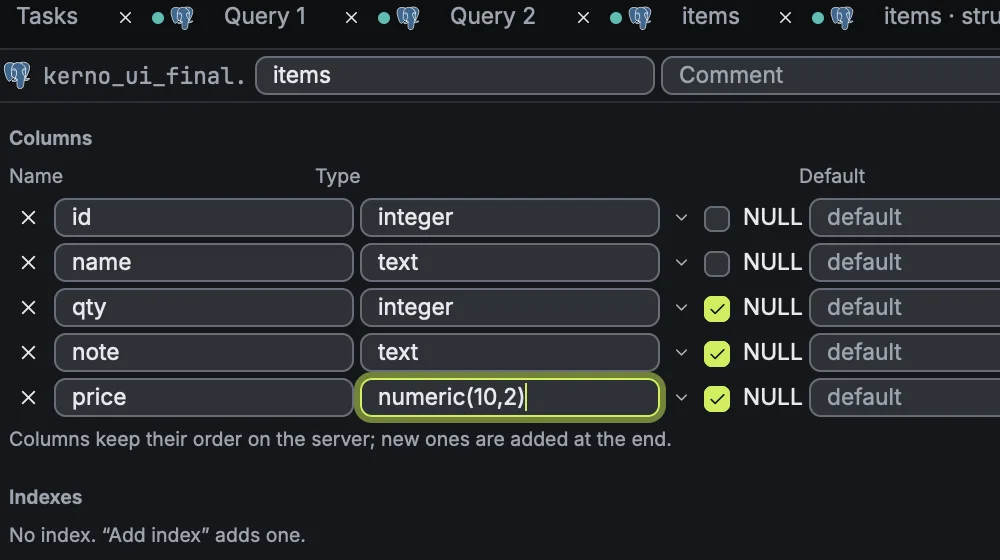 Tasks Query 1 Query 2 items items · stru
kerno_ui_final. items Comment
Columns
Name Type Default
id integer NULL default
name text NULL default
qty integer NULL default
note text NULL default
price numeric(10,2) NULL default
Columns keep their order on the server; new ones are added at the end.
Indexes
No index. “Add index” adds one.